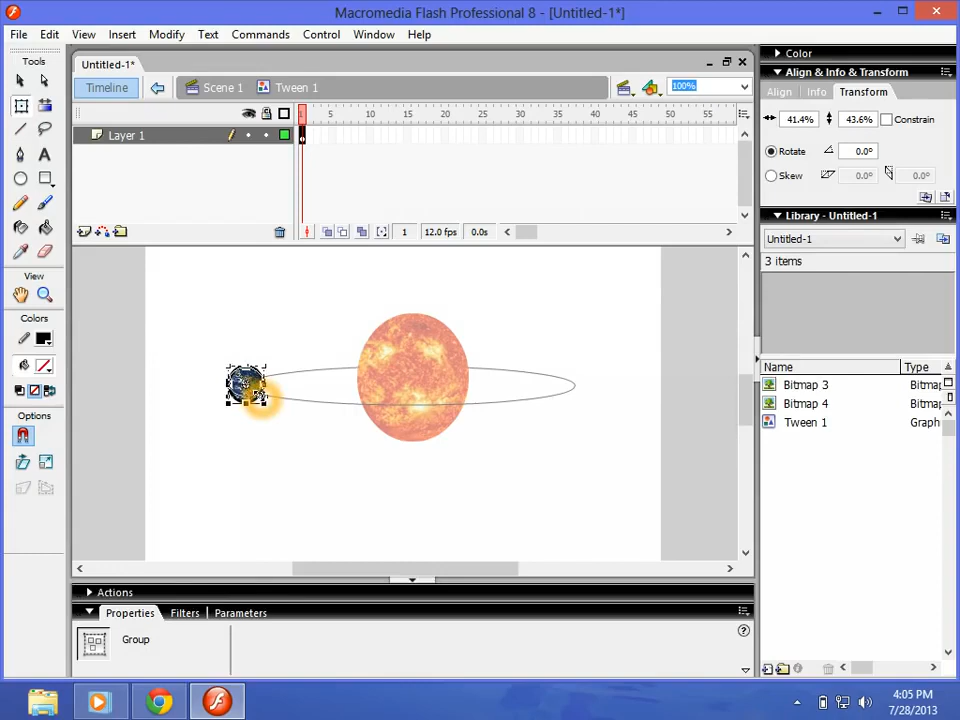 Macromedia Flash Professional 8 - [Untitled-1*]
File Edit View Insert Modify Text Commands Control Window Help
Tools
View
Colors
Options
Untitled-1*
Timeline
Scene 1
Tween 1
100%
1 5 10 15 20 25 30 35 40 45 50 55
Layer 1
1 12.0 fps 0.0s
Color
Align & Info & Transform
Align Info Transform
41.4% 43.6% Constrain
Rotate 0.0°
Skew 0.0° 0.0°
Library - Untitled-1
Untitled-1
3 items
Name Type
Bitmap 3 Bitma
Bitmap 4 Bitma
Tween 1 Graph
Actions
Properties Filters Parameters
Group
4:05 PM
7/28/2013